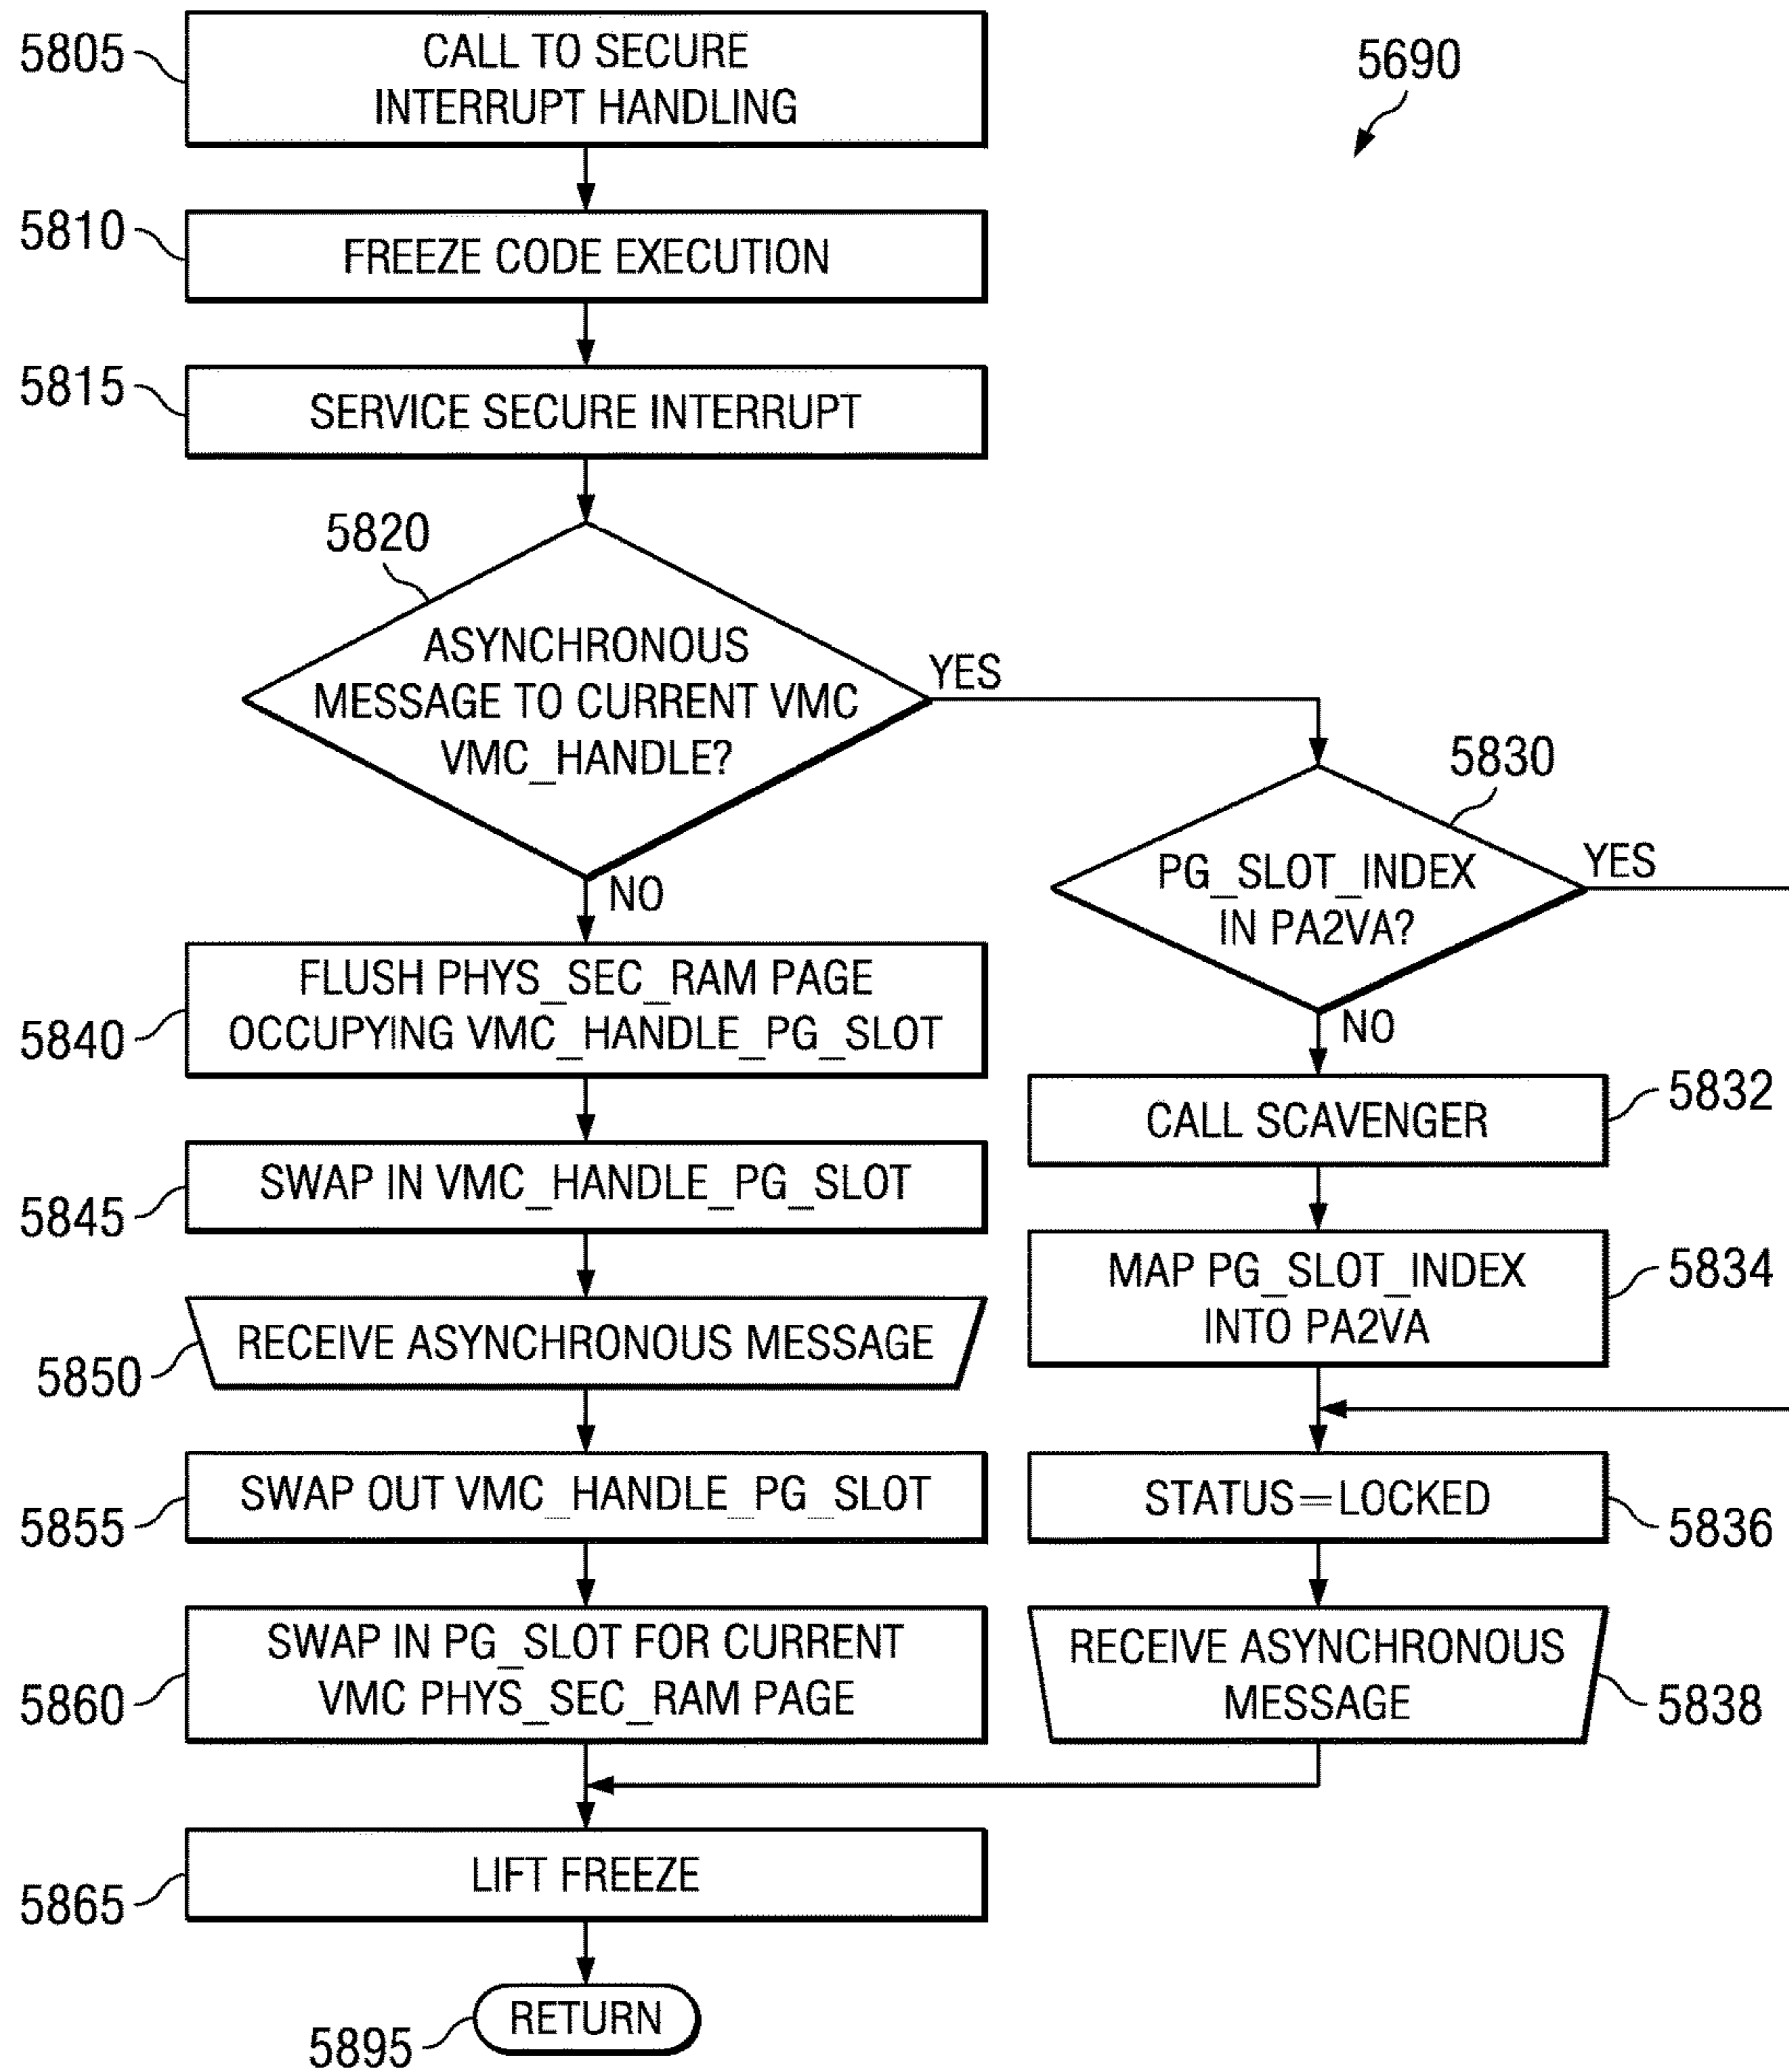 5805
CALL TO SECURE
INTERRUPT HANDLING
5690
5810
FREEZE CODE EXECUTION
5815
SERVICE SECURE INTERRUPT
5820
ASYNCHRONOUS
MESSAGE TO CURRENT VMC
VMC_HANDLE?
YES
NO
5830
PG_SLOT_INDEX
IN PA2VA?
YES
NO
5840
FLUSH PHYS_SEC_RAM PAGE
OCCUPYING VMC_HANDLE_PG_SLOT
5832
CALL SCAVENGER
5845
SWAP IN VMC_HANDLE_PG_SLOT
5834
MAP PG_SLOT_INDEX
INTO PA2VA
5850
RECEIVE ASYNCHRONOUS MESSAGE
5855
SWAP OUT VMC_HANDLE_PG_SLOT
STATUS=LOCKED
5836
5860
SWAP IN PG_SLOT FOR CURRENT
VMC PHYS_SEC_RAM PAGE
RECEIVE ASYNCHRONOUS
MESSAGE
5838
5865
LIFT FREEZE
RETURN
5895